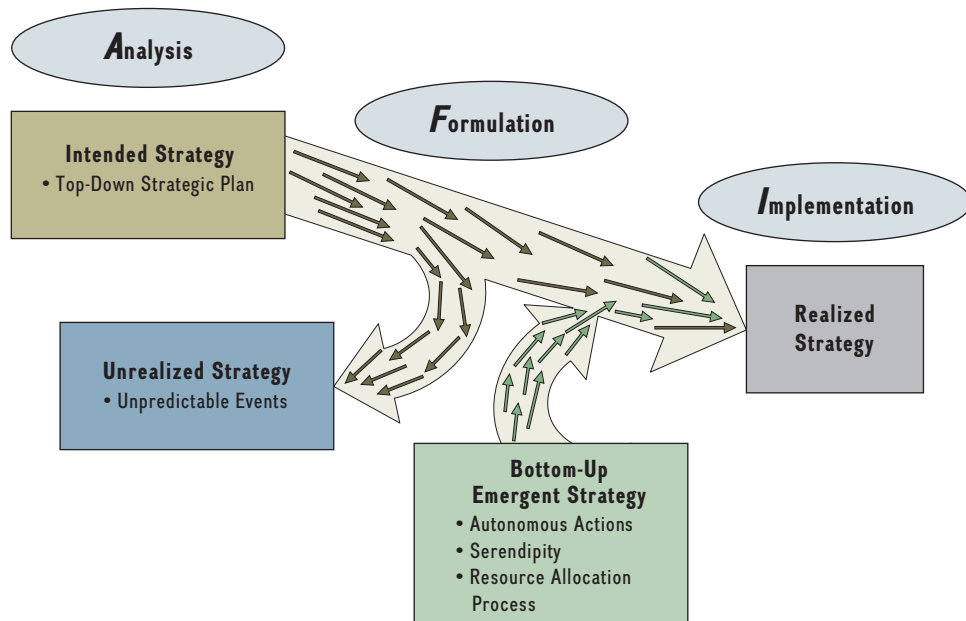 Analysis
Formulation
Implementation
Intended Strategy
• Top-Down Strategic Plan
Realized
Strategy
Unrealized Strategy
• Unpredictable Events
Bottom-Up
Emergent Strategy
• Autonomous Actions
• Serendipity
• Resource Allocation
Process